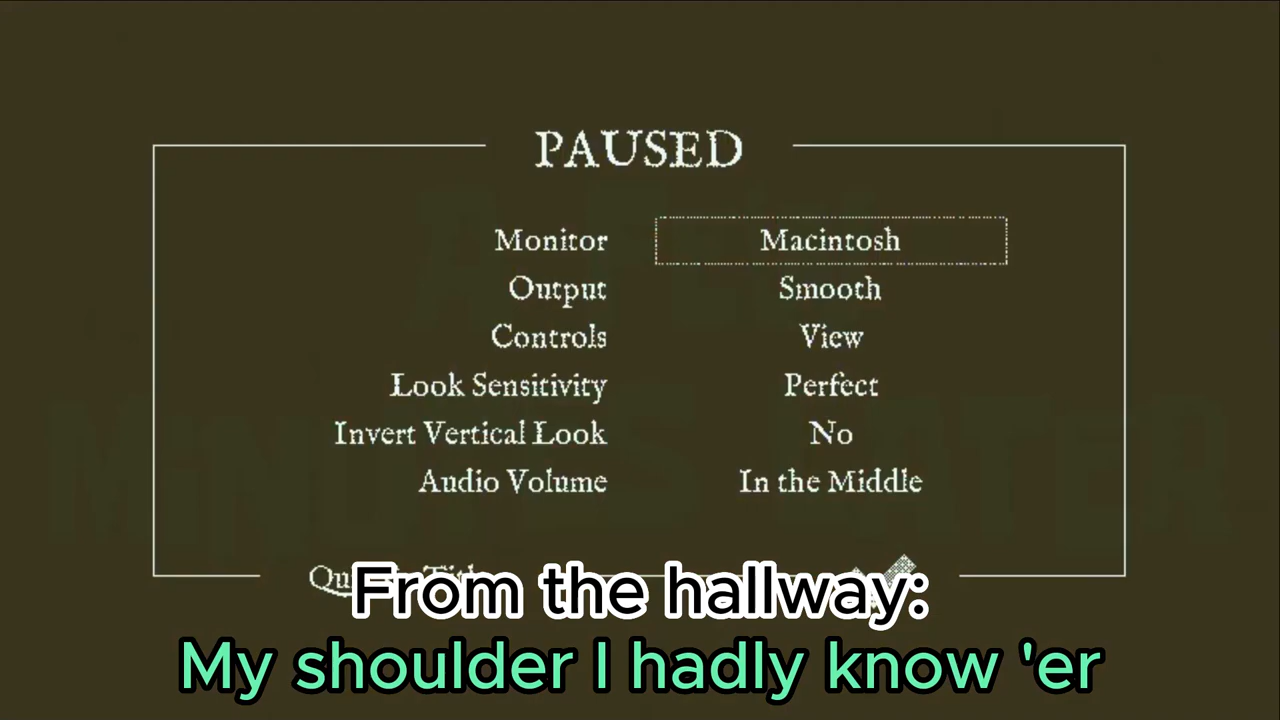 PAUSED
Monitor Macintosh
Output Smooth
Controls View
Look Sensitivity Perfect
Invert Vertical Look No
Audio Volume In the Middle
From the hallway:
My shoulder I hadly know 'er